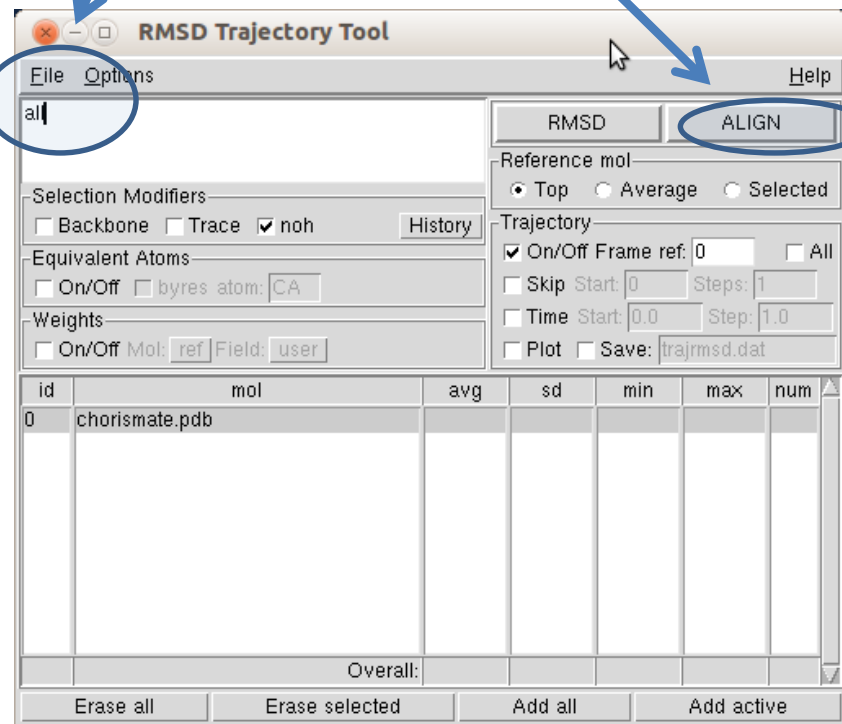 RMSD Trajectory Tool
File Options Help
all
RMSD ALIGN
Reference mol
Top Average Selected
Selection Modifiers
Backbone Trace noh History
Trajectory
On/Off Frame ref: 0 All
Skip Start: 0 Steps: 1
Time Start: 0.0 Step: 1.0
Plot Save: trajrmsd.dat
Equivalent Atoms
On/Off byres atom: CA
Weights
On/Off Mol: ref Field: user
id mol avg sd min max num
0 chorismate.pdb
Overall:
Erase all Erase selected Add all Add active